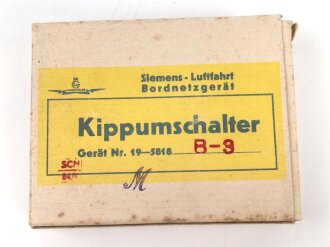 Siemens-Luftfahrt
Bordnetzgerät
Kippumschalter
Gerät Nr. 19-5818 B-3
M